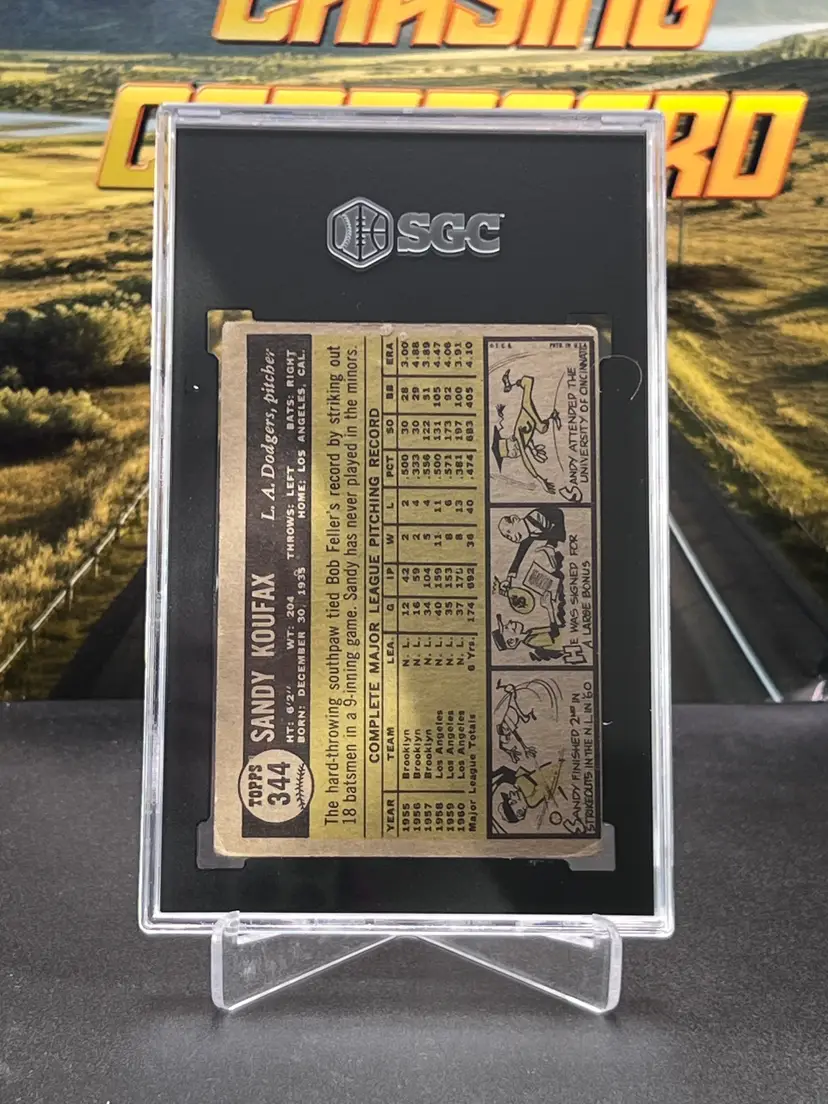 CHASING
SGC
TOPPS
344
SANDY KOUFAX L. A. Dodgers, pitcher
HT: 6'2" WT: 204 THROWS: LEFT BATS: RIGHT
BORN: DECEMBER 30, 1935 HOME: LOS ANGELES, CAL.
The hard-throwing southpaw tied Bob Feller's record by striking out
18 batsmen in a 9-inning game. Sandy has never played in the minors.
COMPLETE MAJOR LEAGUE PITCHING RECORD
YEAR TEAM LEA. G IP W L PCT SO BB ERA
1955 Brooklyn N. L. 12 42 2 2 .500 30 28 3.00
1956 Brooklyn N. L. 16 59 2 4 .333 30 29 4.88
1957 Brooklyn N. L. 34 104 5 4 .556 122 51 3.89
1958 Los Angeles N. L. 40 159 11 11 .500 131 105 4.47
1959 Los Angeles N. L. 35 153 8 6 .571 173 92 4.06
1960 Los Angeles N. L. 37 175 8 13 .381 197 100 3.91
Major League Totals 6 Yrs. 174 692 36 40 .474 683 405 4.10
SANDY FINISHED 2ND IN
STRIKEOUTS IN THE N.L. IN '60
HE WAS SIGNED FOR
A LARGE BONUS
SANDY ATTENDED THE
UNIVERSITY OF CINCINNATI